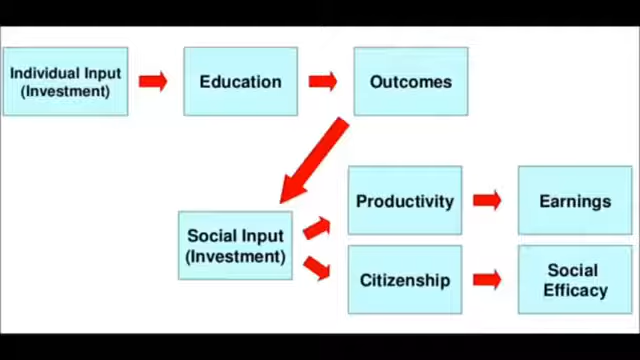 Individual Input
(Investment)
Education
Outcomes
Social Input
(Investment)
Productivity
Earnings
Citizenship
Social
Efficacy